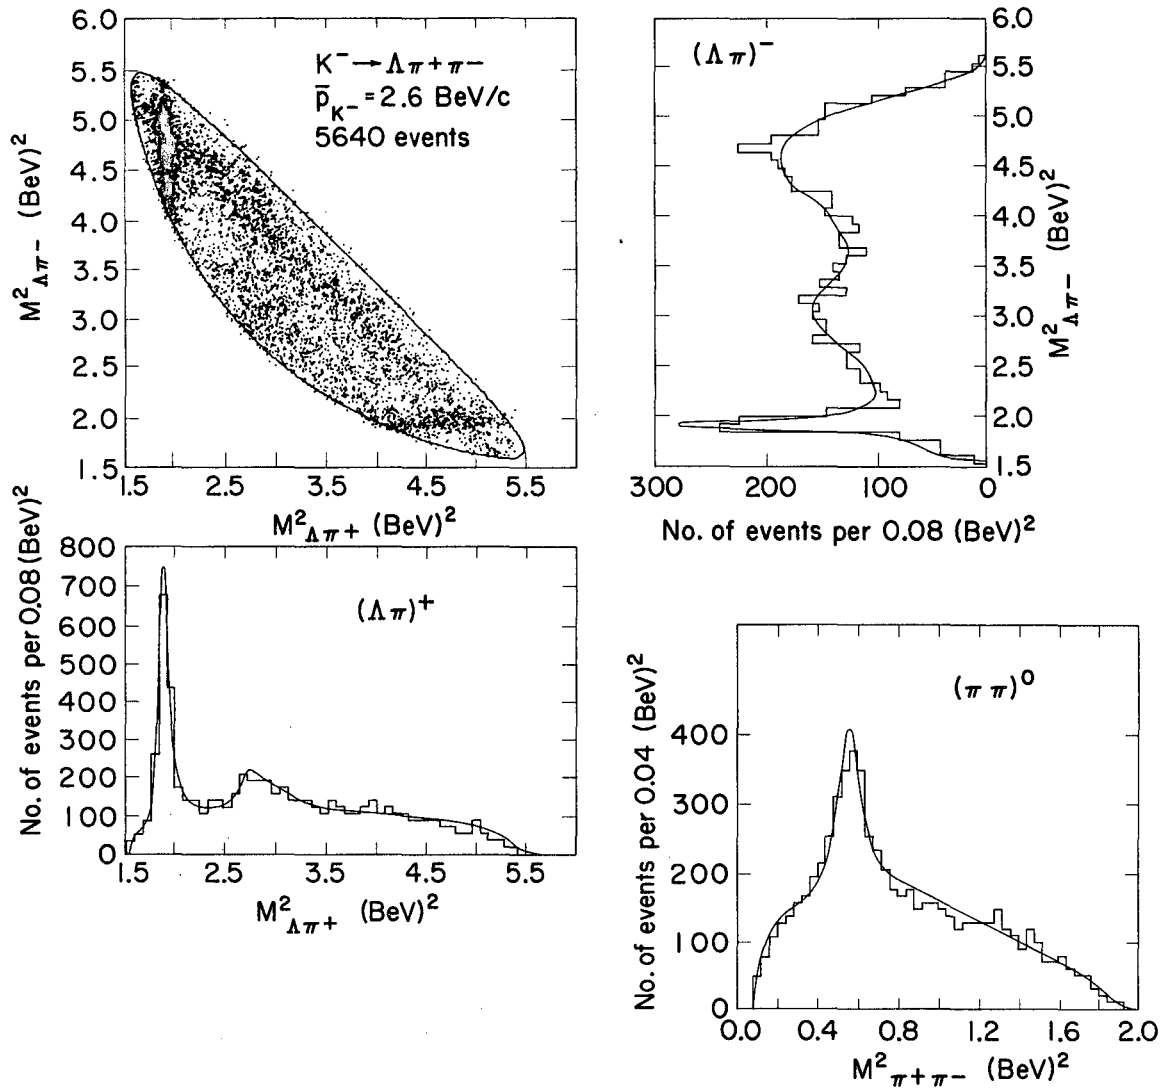 6.0
5.5
5.0
4.5
4.0
3.5
3.0
2.5
2.0
1.5
M²Λπ− (BeV)²
K⁻→Λπ+π−
p̄K− = 2.6 BeV/c
5640 events
1.5 2.5 3.5 4.5 5.5
M²Λπ+ (BeV)²
(Λπ)⁻
6.0
5.5
5.0
4.5
4.0
3.5
3.0
2.5
2.0
1.5
M²Λπ− (BeV)²
300 200 100 0
No. of events per 0.08 (BeV)²
800
700
600
500
400
300
200
100
0
No. of events per 0.08 (BeV)²
(Λπ)⁺
1.5 2.5 3.5 4.5 5.5
M²Λπ+ (BeV)²
(ππ)⁰
400
300
200
100
0
No. of events per 0.04 (BeV)²
0.0 0.4 0.8 1.2 1.6 2.0
M²π+π− (BeV)²